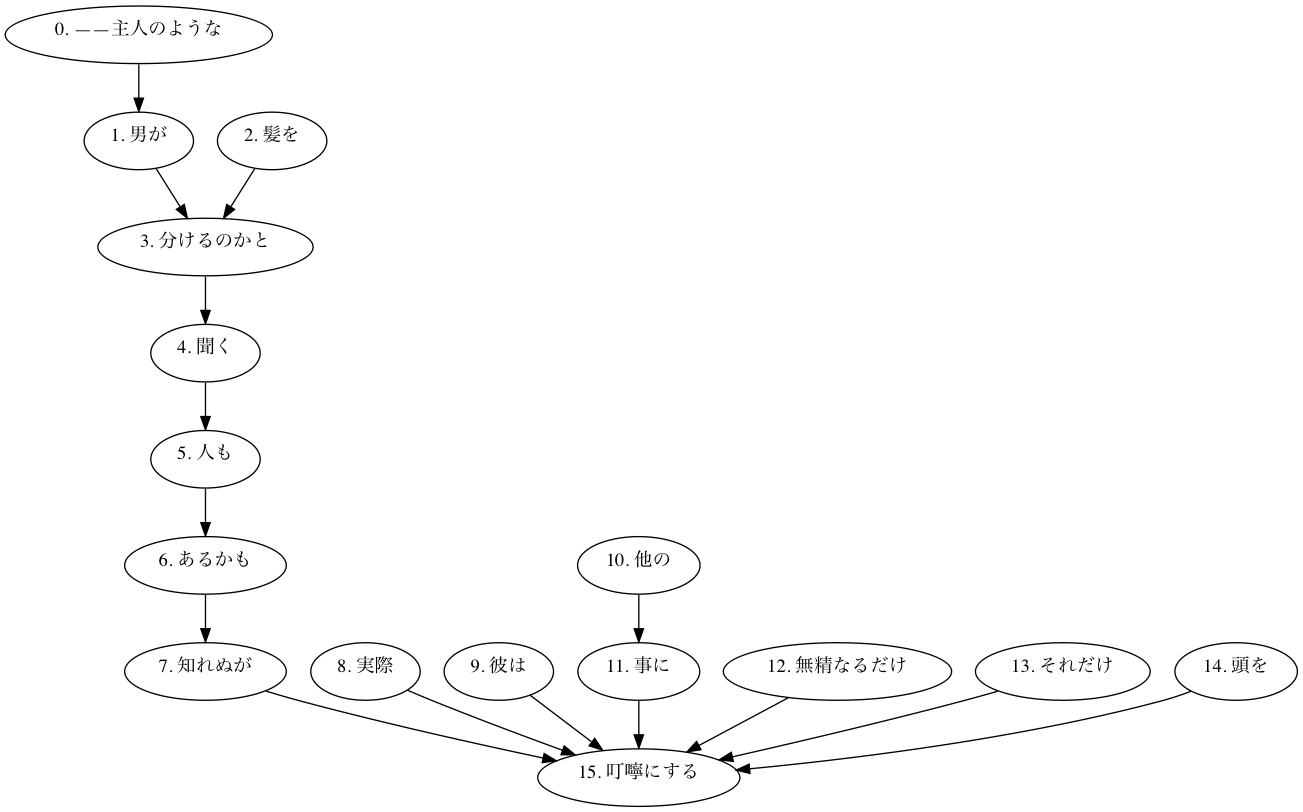 0. ――主人のような
1. 男が
2. 髪を
3. 分けるのかと
4. 聞く
5. 人も
6. あるかも
7. 知れぬが
8. 実際
9. 彼は
10. 他の
11. 事に
12. 無精なるだけ
13. それだけ
14. 頭を
15. 叮嚀にする